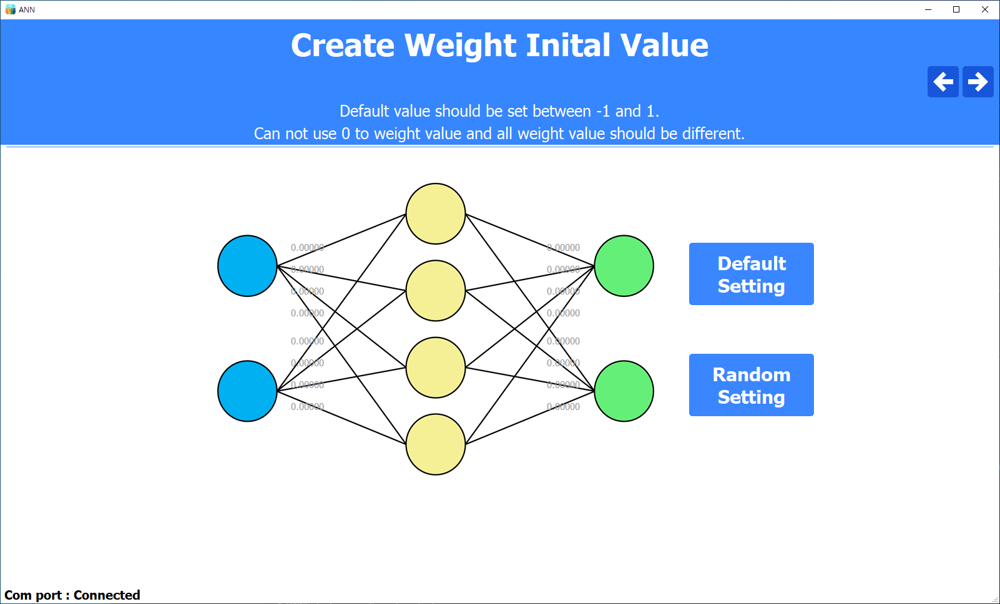 ANN
Create Weight Inital Value
Default value should be set between -1 and 1.
Can not use 0 to weight value and all weight value should be different.
0.00000 0.00000
0.00000 0.00000
0.00000 0.00000
0.00000 0.00000
0.00000 0.00000
0.00000 0.00000
0.00000 0.00000
0.00000 0.00000
Default
Setting
Random
Setting
Com port : Connected